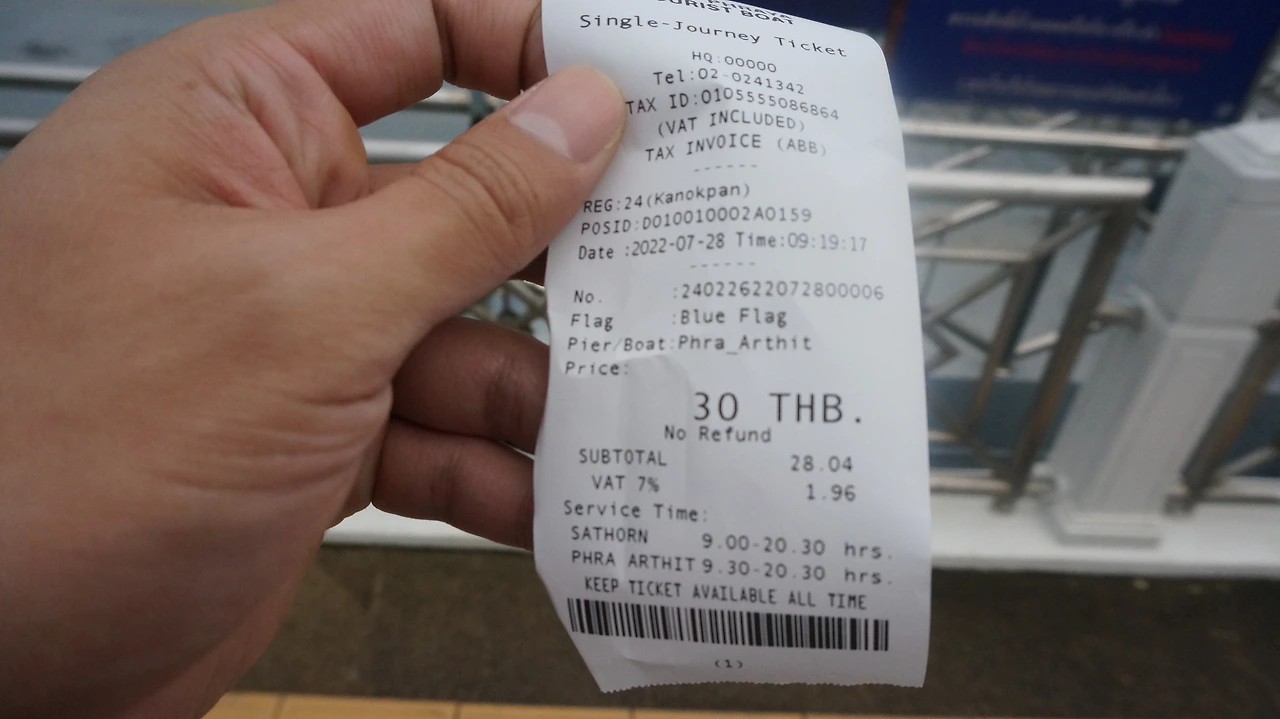 TOURIST BOAT
Single-Journey Ticket
HQ:00000
Tel:02-0241342
TAX ID:0105555086864
(VAT INCLUDED)
TAX INVOICE (ABB)
------
REG:24(Kanokpan)
POSID:D010010002A0159
Date :2022-07-28 Time:09:19:17
------
No. :24022622072800006
Flag :Blue Flag
Pier/Boat:Phra_Arthit
Price:
30 THB.
No Refund
SUBTOTAL 28.04
VAT 7% 1.96
Service Time:
SATHORN 9.00-20.30 hrs.
PHRA ARTHIT 9.30-20.30 hrs.
KEEP TICKET AVAILABLE ALL TIME
(1)